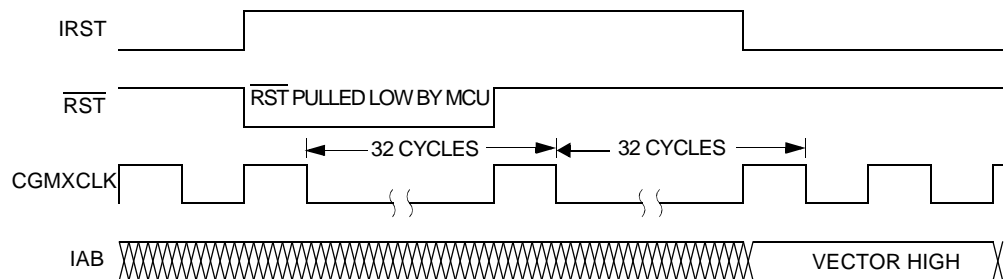 IRST
RST
RST PULLED LOW BY MCU
32 CYCLES
32 CYCLES
CGMXCLK
IAB
VECTOR HIGH